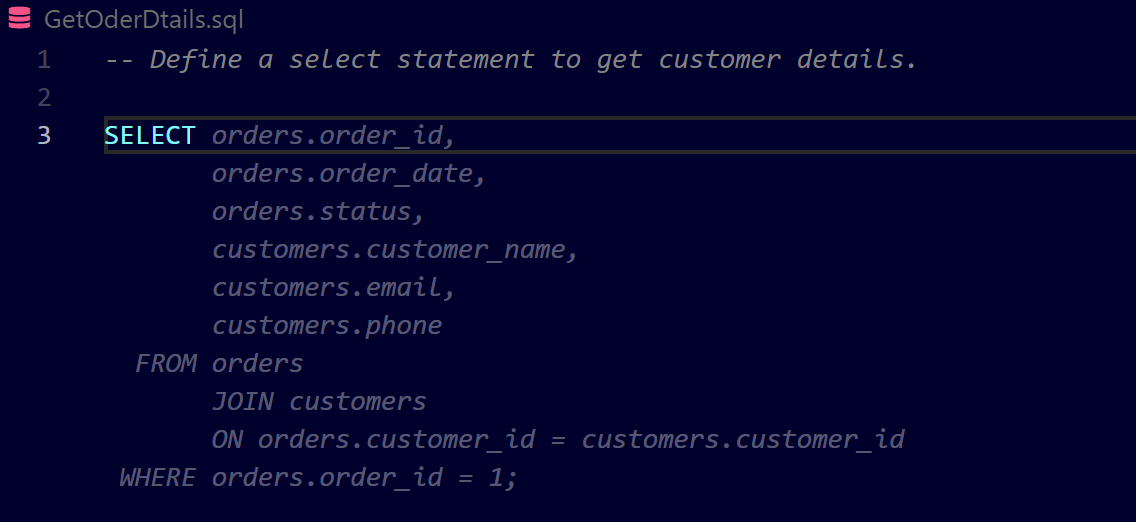 GetOderDtails.sql
1 -- Define a select statement to get customer details.
2
3 SELECT orders.order_id,
orders.order_date,
orders.status,
customers.customer_name,
customers.email,
customers.phone
FROM orders
JOIN customers
ON orders.customer_id = customers.customer_id
WHERE orders.order_id = 1;